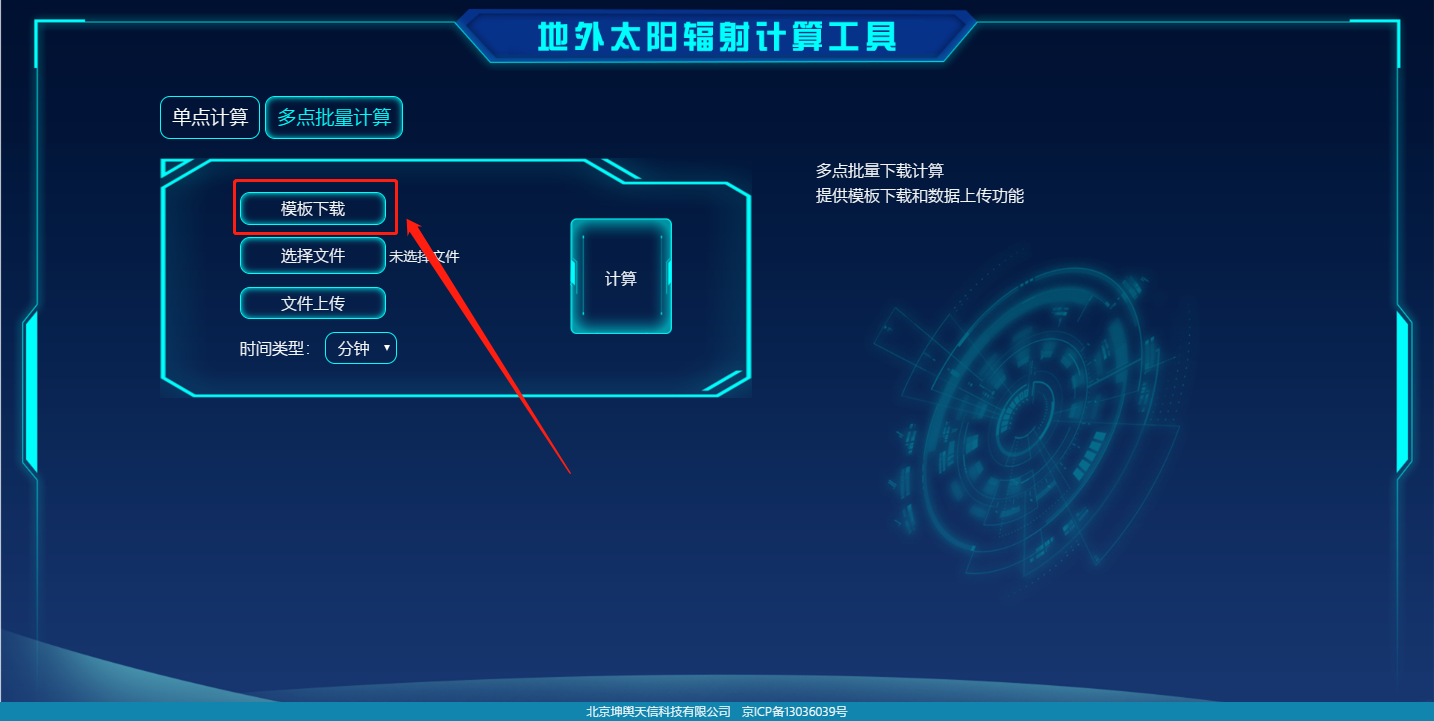 地外太阳辐射计算工具
单点计算 多点批量计算
模板下载
选择文件 未选择文件
文件上传
时间类型： 分钟
计算
多点批量下载计算
提供模板下载和数据上传功能
北京坤舆天信科技有限公司 京ICP备13036039号